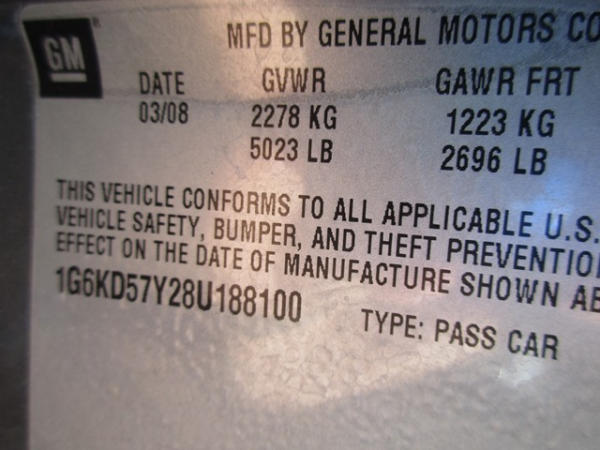 GM
MFD BY GENERAL MOTORS CO
DATE GVWR GAWR FRT
03/08 2278 KG 1223 KG
5023 LB 2696 LB
THIS VEHICLE CONFORMS TO ALL APPLICABLE U.S.
VEHICLE SAFETY, BUMPER, AND THEFT PREVENTIO
EFFECT ON THE DATE OF MANUFACTURE SHOWN AB
1G6KD57Y28U188100 TYPE: PASS CAR